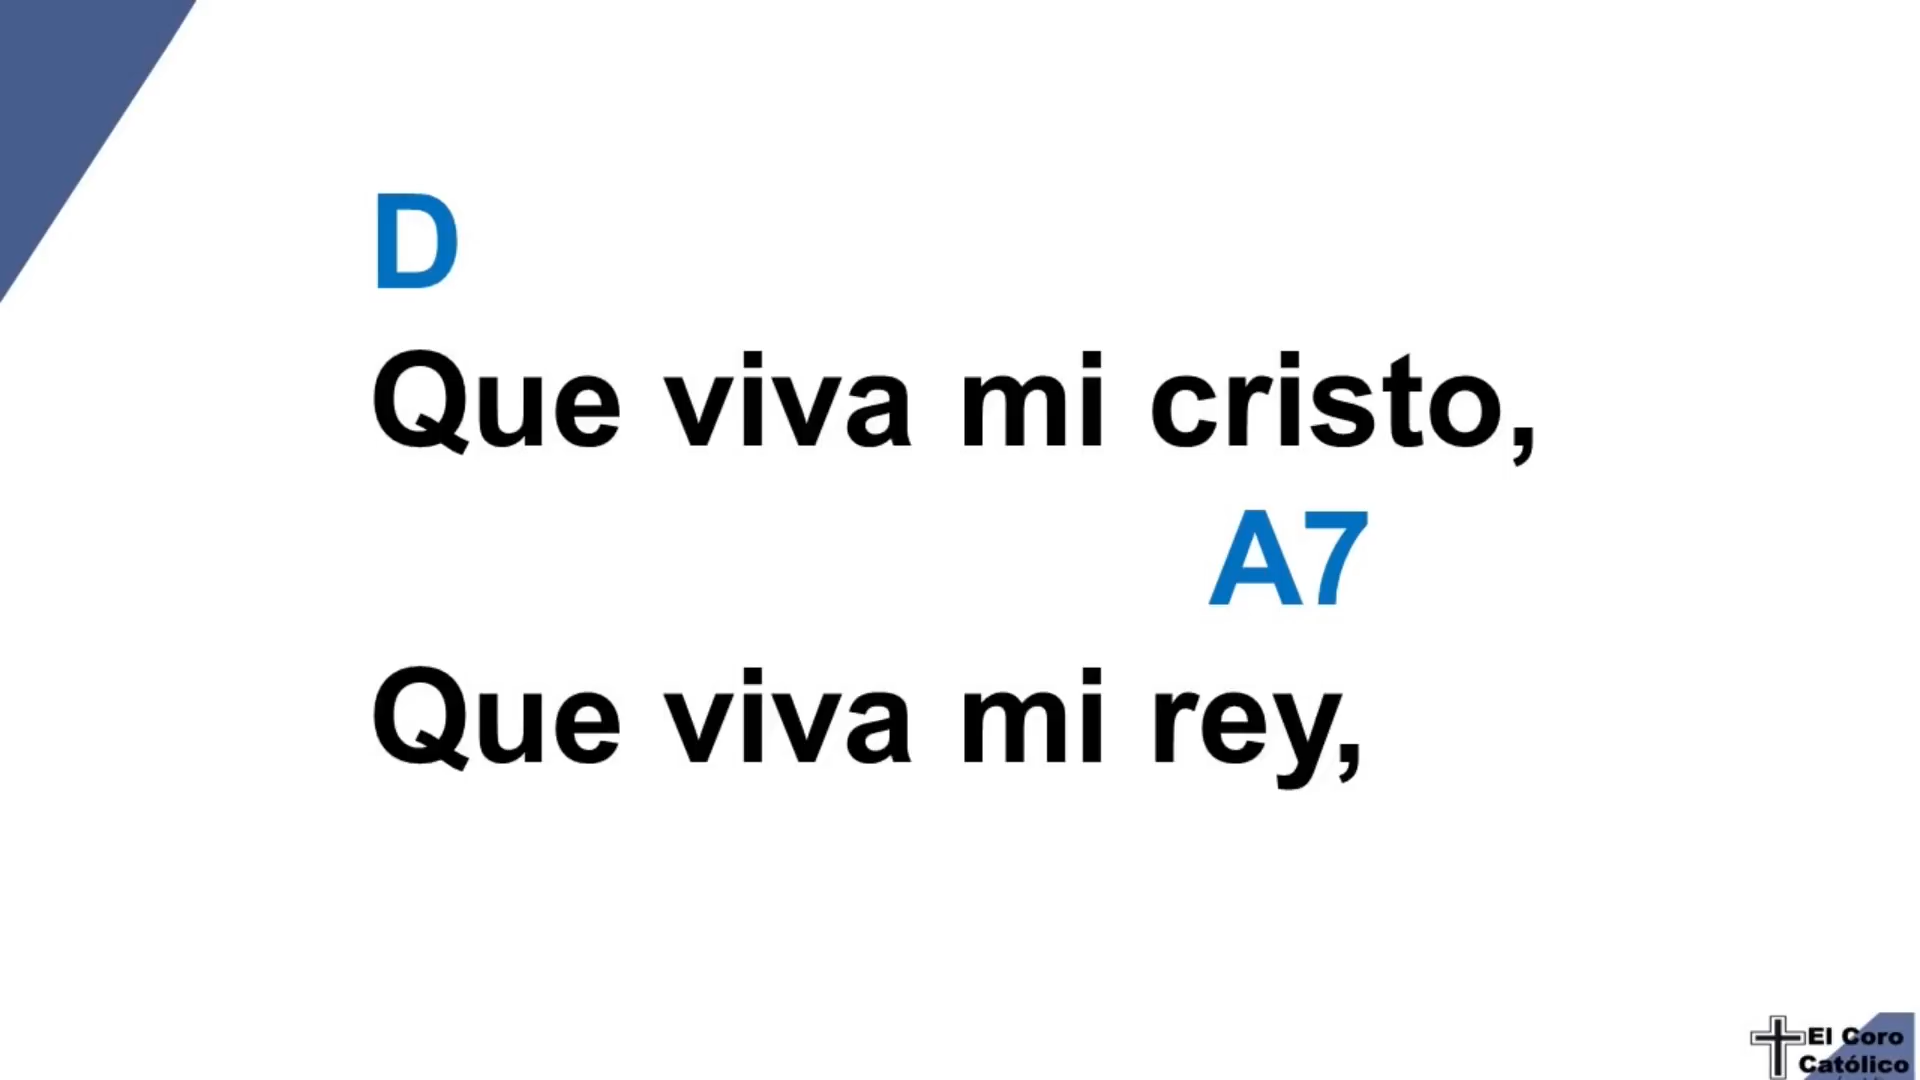 D
Que viva mi cristo,
A7
Que viva mi rey,
El Coro
Católico